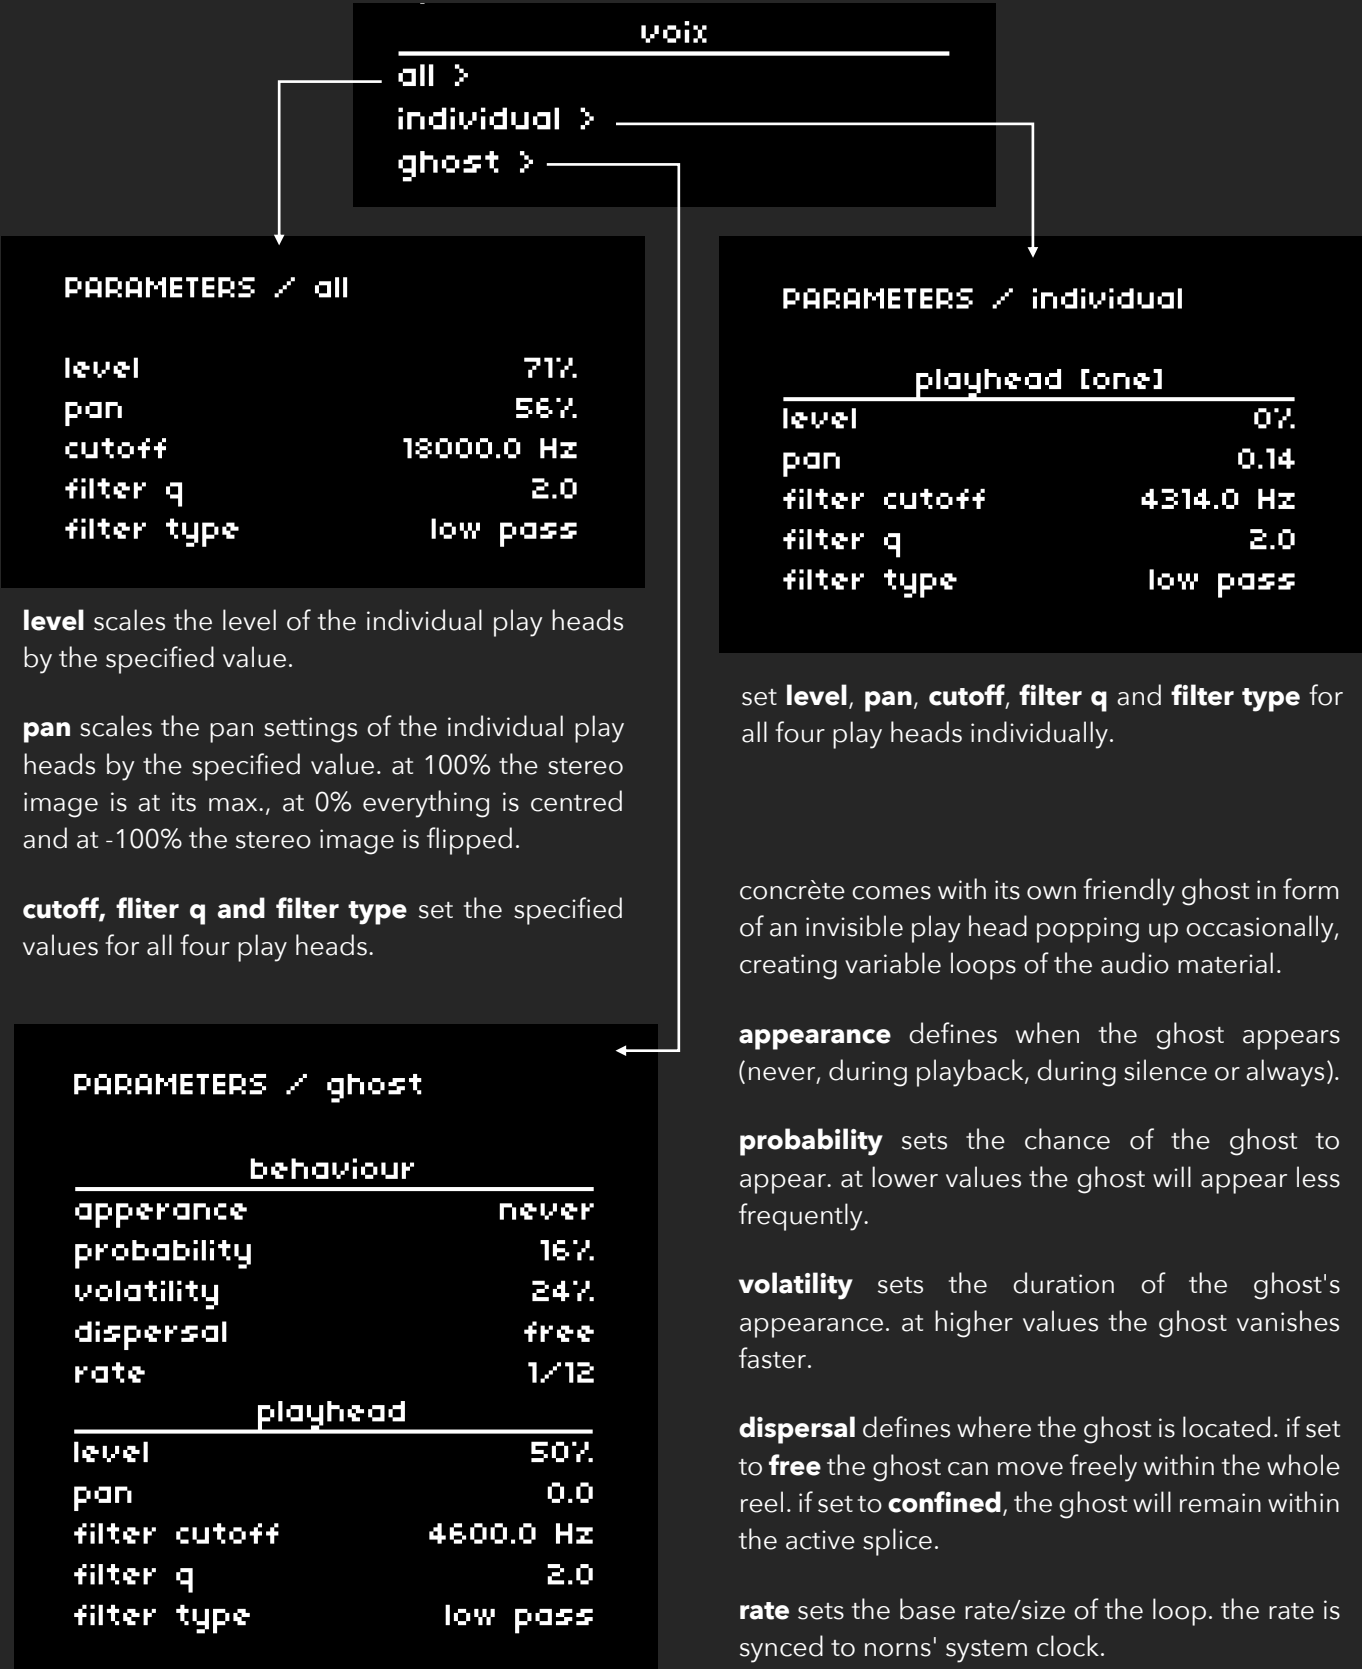 voix
all >
individual >
ghost >
PARAMETERS / all
level 71%
pan 56%
cutoff 18000.0 Hz
filter q 2.0
filter type low pass
level scales the level of the individual play heads
by the specified value.
pan scales the pan settings of the individual play
heads by the specified value. at 100% the stereo
image is at its max., at 0% everything is centred
and at -100% the stereo image is flipped.
cutoff, fliter q and filter type set the specified
values for all four play heads.
PARAMETERS / individual
playhead [one]
level 0%
pan 0.14
filter cutoff 4314.0 Hz
filter q 2.0
filter type low pass
set level, pan, cutoff, filter q and filter type for
all four play heads individually.
PARAMETERS / ghost
behaviour
apperance never
probability 16%
volatility 24%
dispersal free
rate 1/12
playhead
level 50%
pan 0.0
filter cutoff 4600.0 Hz
filter q 2.0
filter type low pass
concrète comes with its own friendly ghost in form
of an invisible play head popping up occasionally,
creating variable loops of the audio material.
appearance defines when the ghost appears
(never, during playback, during silence or always).
probability sets the chance of the ghost to
appear. at lower values the ghost will appear less
frequently.
volatility sets the duration of the ghost's
appearance. at higher values the ghost vanishes
faster.
dispersal defines where the ghost is located. if set
to free the ghost can move freely within the whole
reel. if set to confined, the ghost will remain within
the active splice.
rate sets the base rate/size of the loop. the rate is
synced to norns' system clock.